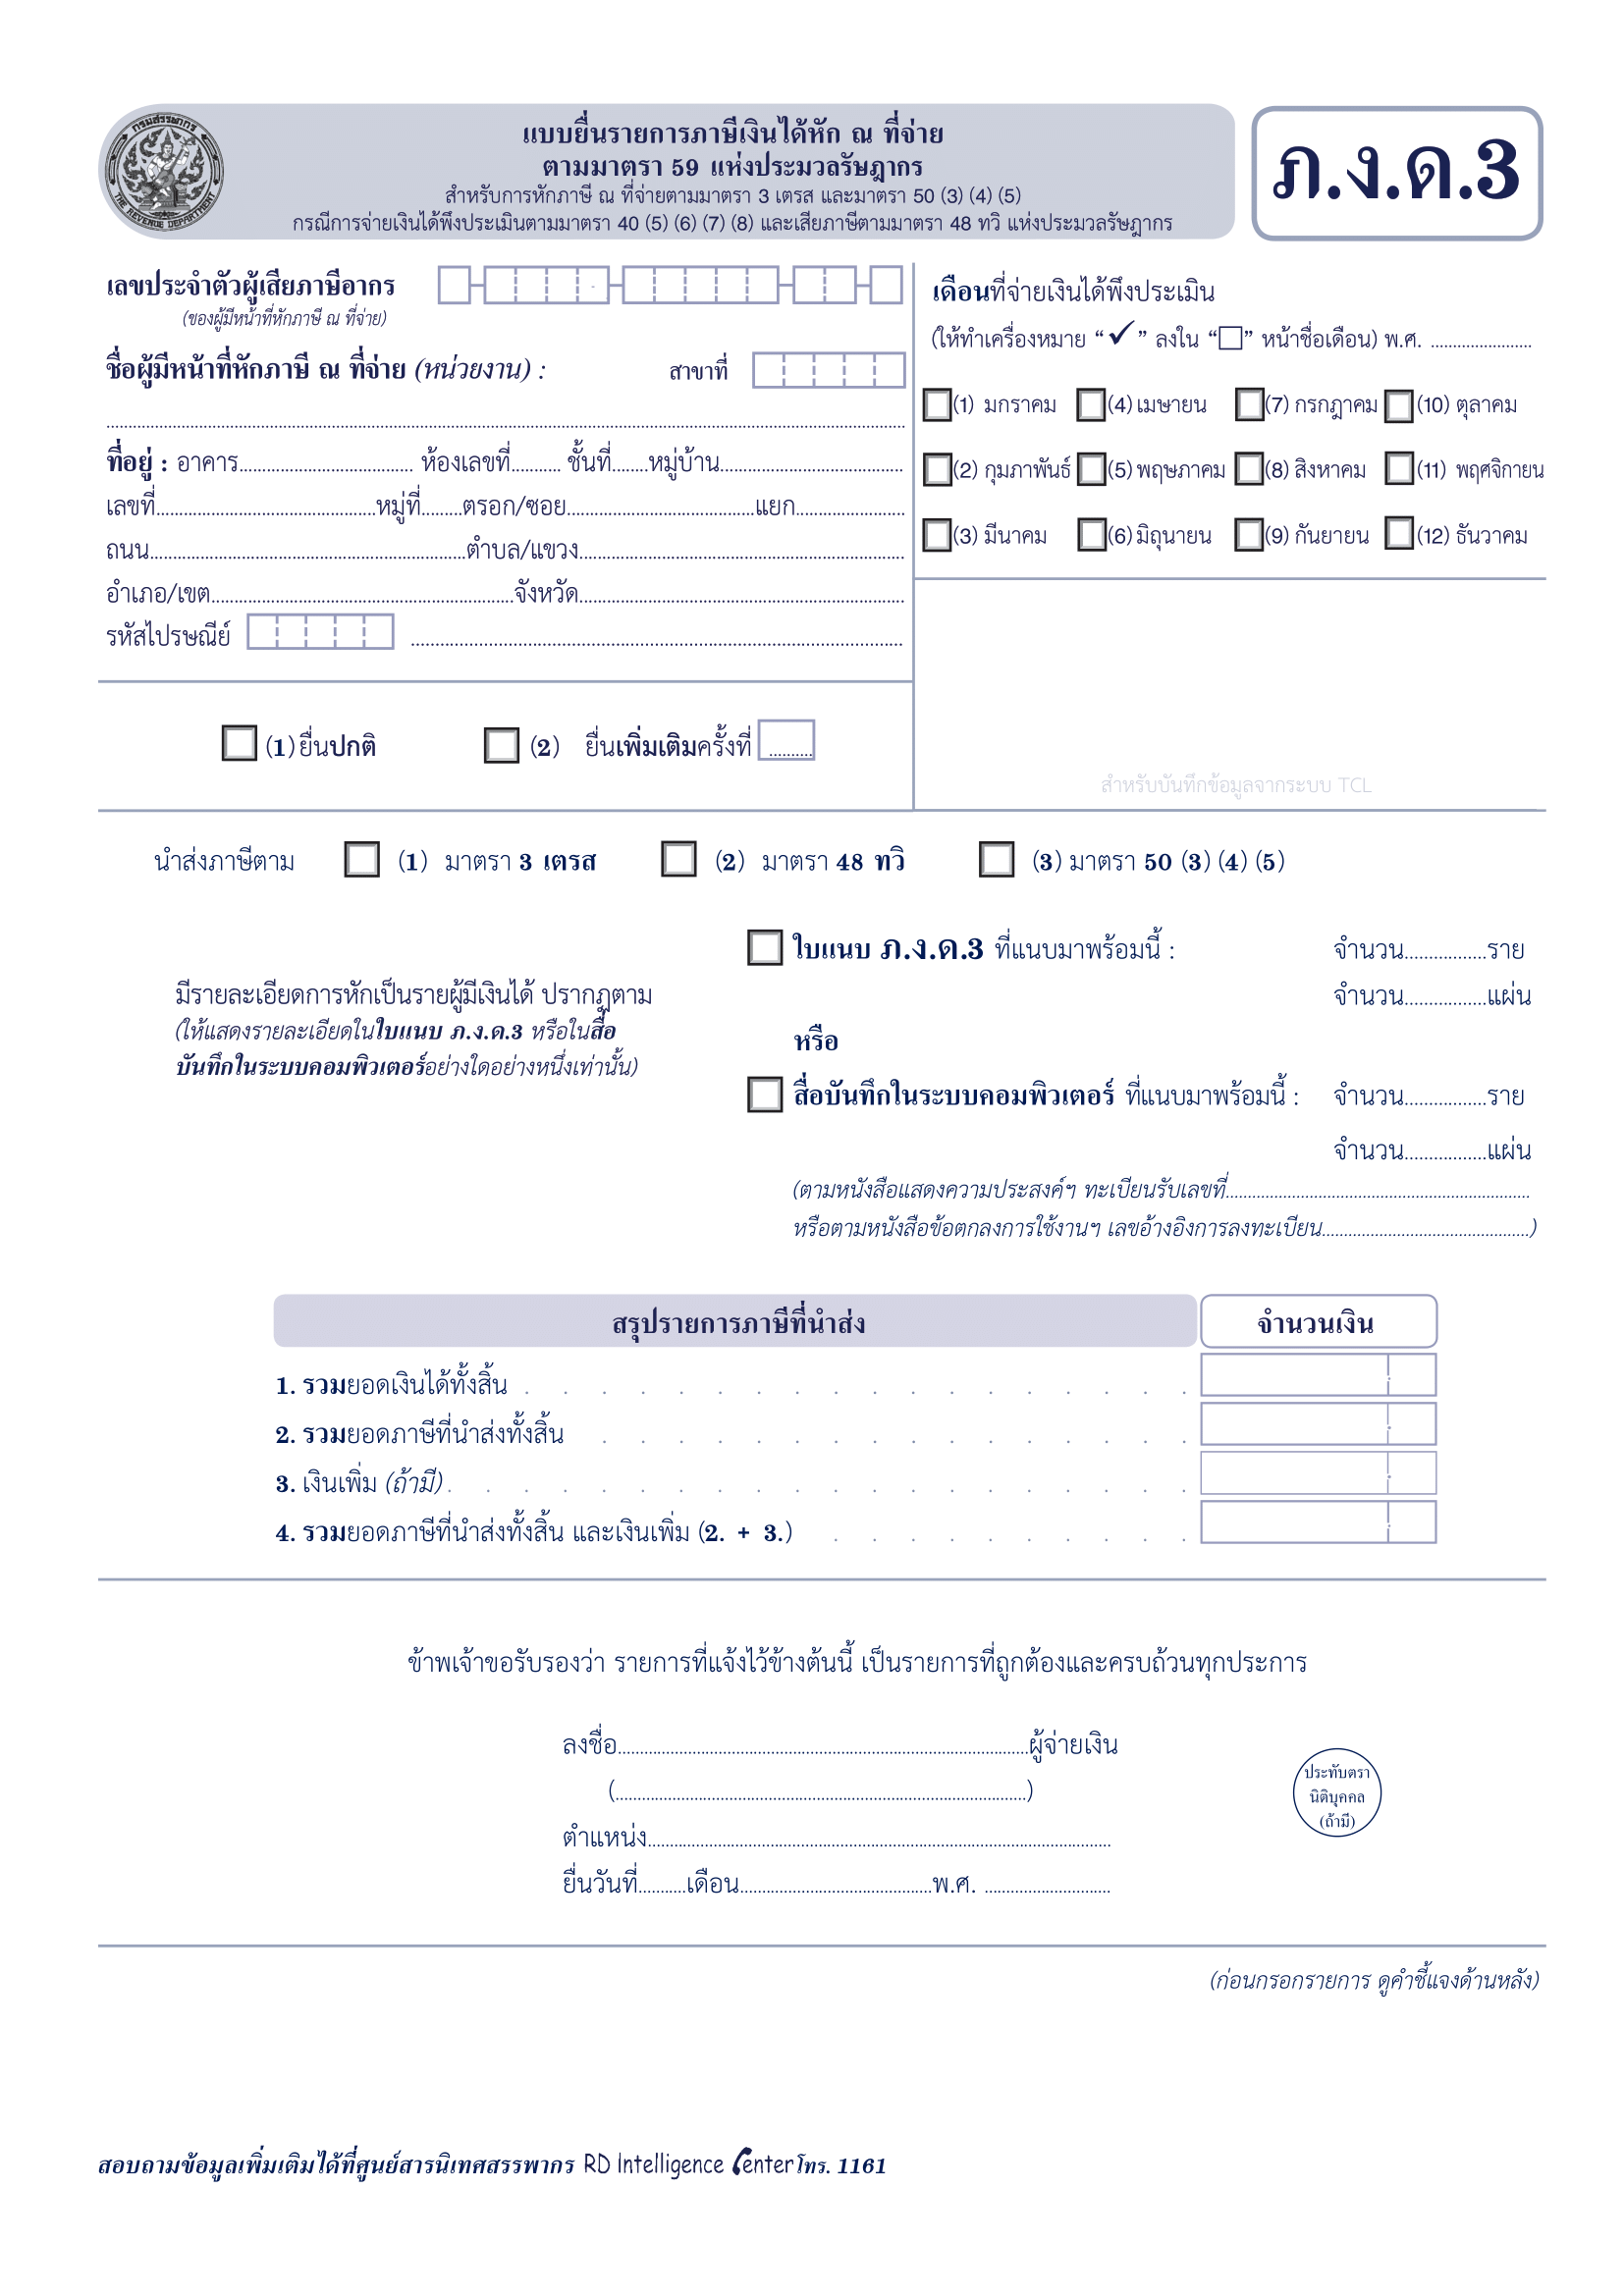 กรมสรรพากร
THE REVENUE DEPARTMENT
แบบยื่นรายการภาษีเงินได้หัก ณ ที่จ่าย
ตามมาตรา 59 แห่งประมวลรัษฎากร
สำหรับการหักภาษี ณ ที่จ่ายตามมาตรา 3 เตรส และมาตรา 50 (3) (4) (5)
กรณีการจ่ายเงินได้พึงประเมินตามมาตรา 40 (5) (6) (7) (8) และเสียภาษีตามมาตรา 48 ทวิ แห่งประมวลรัษฎากร
ภ.ง.ด.3
เลขประจำตัวผู้เสียภาษีอากร
(ของผู้มีหน้าที่หักภาษี ณ ที่จ่าย)
ชื่อผู้มีหน้าที่หักภาษี ณ ที่จ่าย (หน่วยงาน) : สาขาที่
ที่อยู่ : อาคาร........ ห้องเลขที่........ ชั้นที่........หมู่บ้าน........
เลขที่........หมู่ที่........ตรอก/ซอย........แยก........
ถนน........ตำบล/แขวง........
อำเภอ/เขต........จังหวัด........
รหัสไปรษณีย์ ........
(1) ยื่นปกติ (2) ยื่นเพิ่มเติมครั้งที่ ........
เดือนที่จ่ายเงินได้พึงประเมิน
(ให้ทำเครื่องหมาย “✓” ลงใน “□” หน้าชื่อเดือน) พ.ศ. ........
(1) มกราคม (4) เมษายน (7) กรกฎาคม (10) ตุลาคม
(2) กุมภาพันธ์ (5) พฤษภาคม (8) สิงหาคม (11) พฤศจิกายน
(3) มีนาคม (6) มิถุนายน (9) กันยายน (12) ธันวาคม
สำหรับบันทึกข้อมูลจากระบบ TCL
นำส่งภาษีตาม (1) มาตรา 3 เตรส (2) มาตรา 48 ทวิ (3) มาตรา 50 (3) (4) (5)
มีรายละเอียดการหักเป็นรายผู้มีเงินได้ ปรากฏตาม
(ให้แสดงรายละเอียดในใบแนบ ภ.ง.ด.3 หรือในสื่อ
บันทึกในระบบคอมพิวเตอร์อย่างใดอย่างหนึ่งเท่านั้น)
ใบแนบ ภ.ง.ด.3 ที่แนบมาพร้อมนี้ : จำนวน........ราย
จำนวน........แผ่น
หรือ
สื่อบันทึกในระบบคอมพิวเตอร์ ที่แนบมาพร้อมนี้ : จำนวน........ราย
จำนวน........แผ่น
(ตามหนังสือแสดงความประสงค์ฯ ทะเบียนรับเลขที่........
หรือตามหนังสือข้อตกลงการใช้งานฯ เลขอ้างอิงการลงทะเบียน........)
สรุปรายการภาษีที่นำส่ง จำนวนเงิน
1. รวมยอดเงินได้ทั้งสิ้น . . . . . . . .
2. รวมยอดภาษีที่นำส่งทั้งสิ้น . . . . . . . .
3. เงินเพิ่ม (ถ้ามี) . . . . . . . .
4. รวมยอดภาษีที่นำส่งทั้งสิ้น และเงินเพิ่ม (2. + 3.) . . . . . . . .
ข้าพเจ้าขอรับรองว่า รายการที่แจ้งไว้ข้างต้นนี้ เป็นรายการที่ถูกต้องและครบถ้วนทุกประการ
ลงชื่อ........ผู้จ่ายเงิน
(........)
ตำแหน่ง........
ยื่นวันที่........เดือน........พ.ศ. ........
ประทับตรา
นิติบุคคล
(ถ้ามี)
(ก่อนกรอกรายการ ดูคำชี้แจงด้านหลัง)
สอบถามข้อมูลเพิ่มเติมได้ที่ศูนย์สารนิเทศสรรพากร RD Intelligence Center โทร. 1161